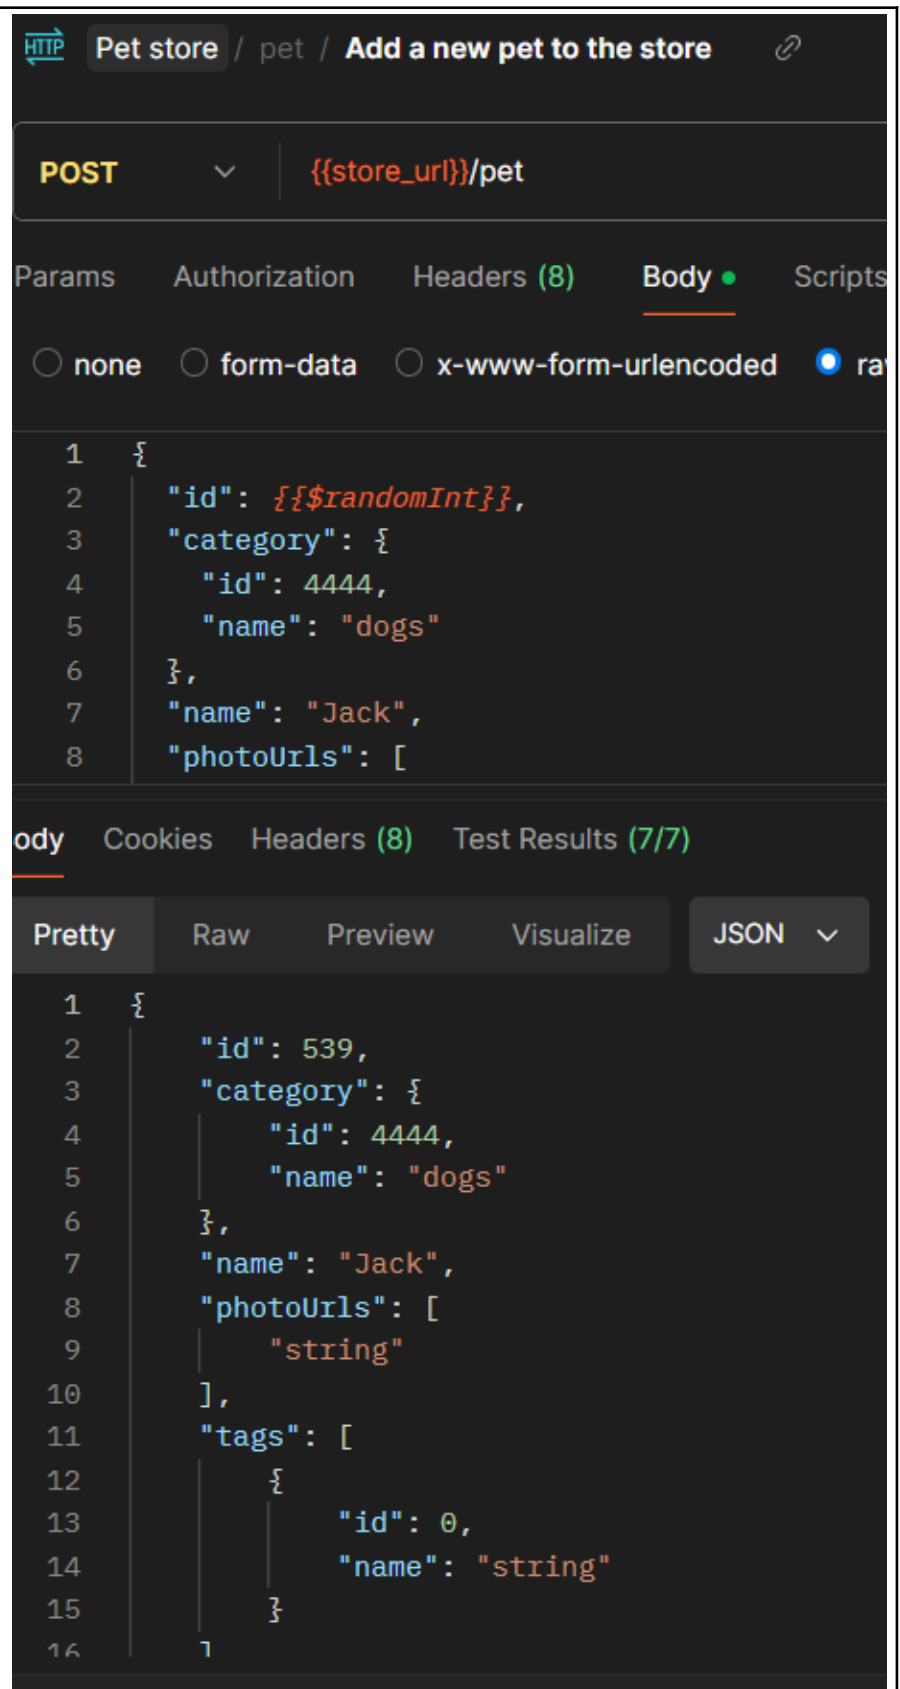 HTTP Pet store / pet / Add a new pet to the store
POST {{store_url}}/pet
Params Authorization Headers (8) Body Scripts
none form-data x-www-form-urlencoded ra
1 {
2 "id": {{$randomInt}},
3 "category": {
4 "id": 4444,
5 "name": "dogs"
6 },
7 "name": "Jack",
8 "photoUrls": [
ody Cookies Headers (8) Test Results (7/7)
Pretty Raw Preview Visualize JSON
1 {
2 "id": 539,
3 "category": {
4 "id": 4444,
5 "name": "dogs"
6 },
7 "name": "Jack",
8 "photoUrls": [
9 "string"
10 ],
11 "tags": [
12 {
13 "id": 0,
14 "name": "string"
15 }
16 ]